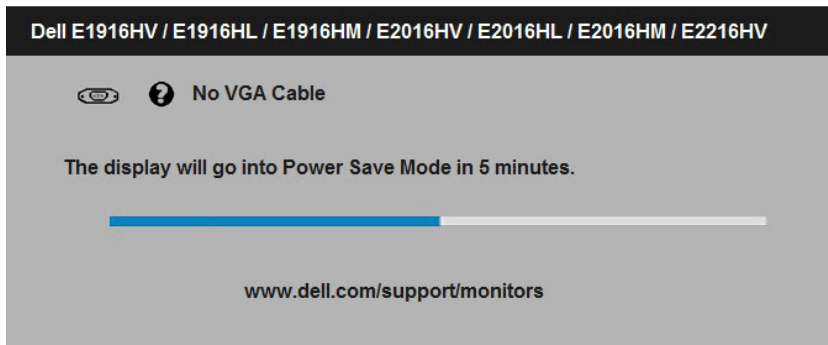 Dell E1916HV / E1916HL / E1916HM / E2016HV / E2016HL / E2016HM / E2216HV
No VGA Cable
The display will go into Power Save Mode in 5 minutes.
www.dell.com/support/monitors